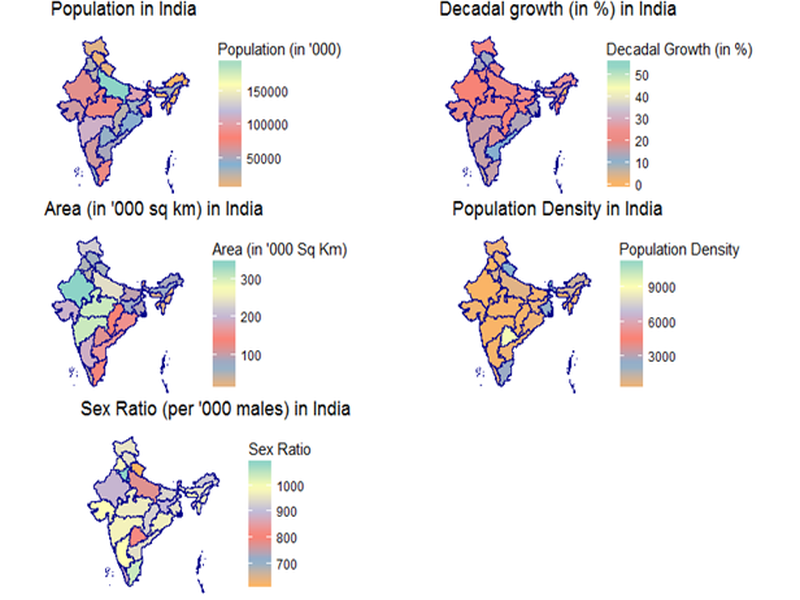 Population in India
Population (in '000)
150000
100000
50000
Decadal growth (in %) in India
Decadal Growth (in %)
50
40
30
20
10
0
Area (in '000 sq km) in India
Area (in '000 Sq Km)
300
200
100
Population Density in India
Population Density
9000
6000
3000
Sex Ratio (per '000 males) in India
Sex Ratio
1000
900
800
700